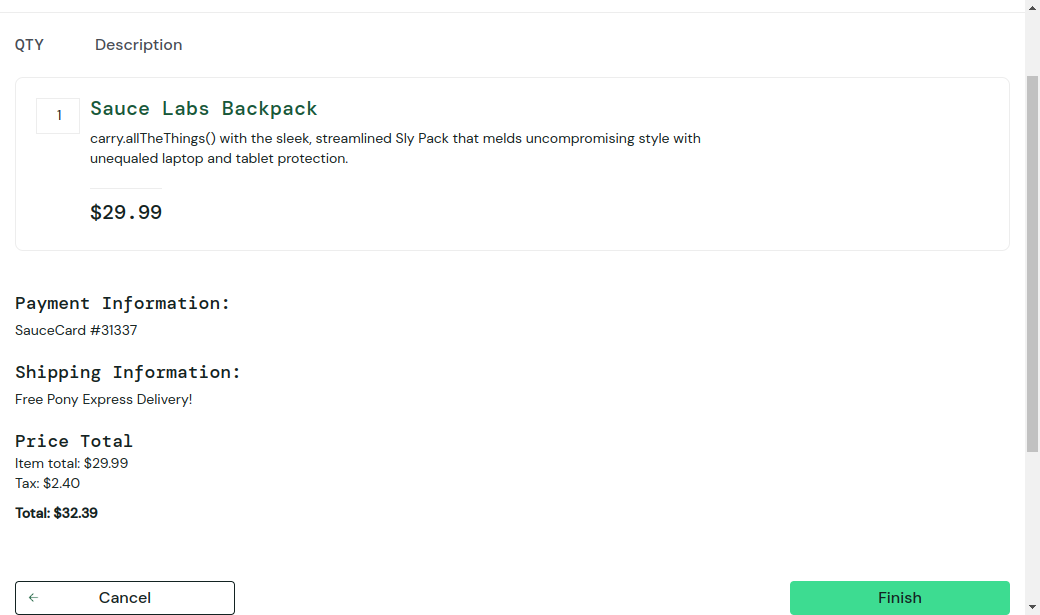 QTY Description
1 Sauce Labs Backpack
carry.allTheThings() with the sleek, streamlined Sly Pack that melds uncompromising style with
unequaled laptop and tablet protection.
$29.99
Payment Information:
SauceCard #31337
Shipping Information:
Free Pony Express Delivery!
Price Total
Item total: $29.99
Tax: $2.40
Total: $32.39
Cancel Finish